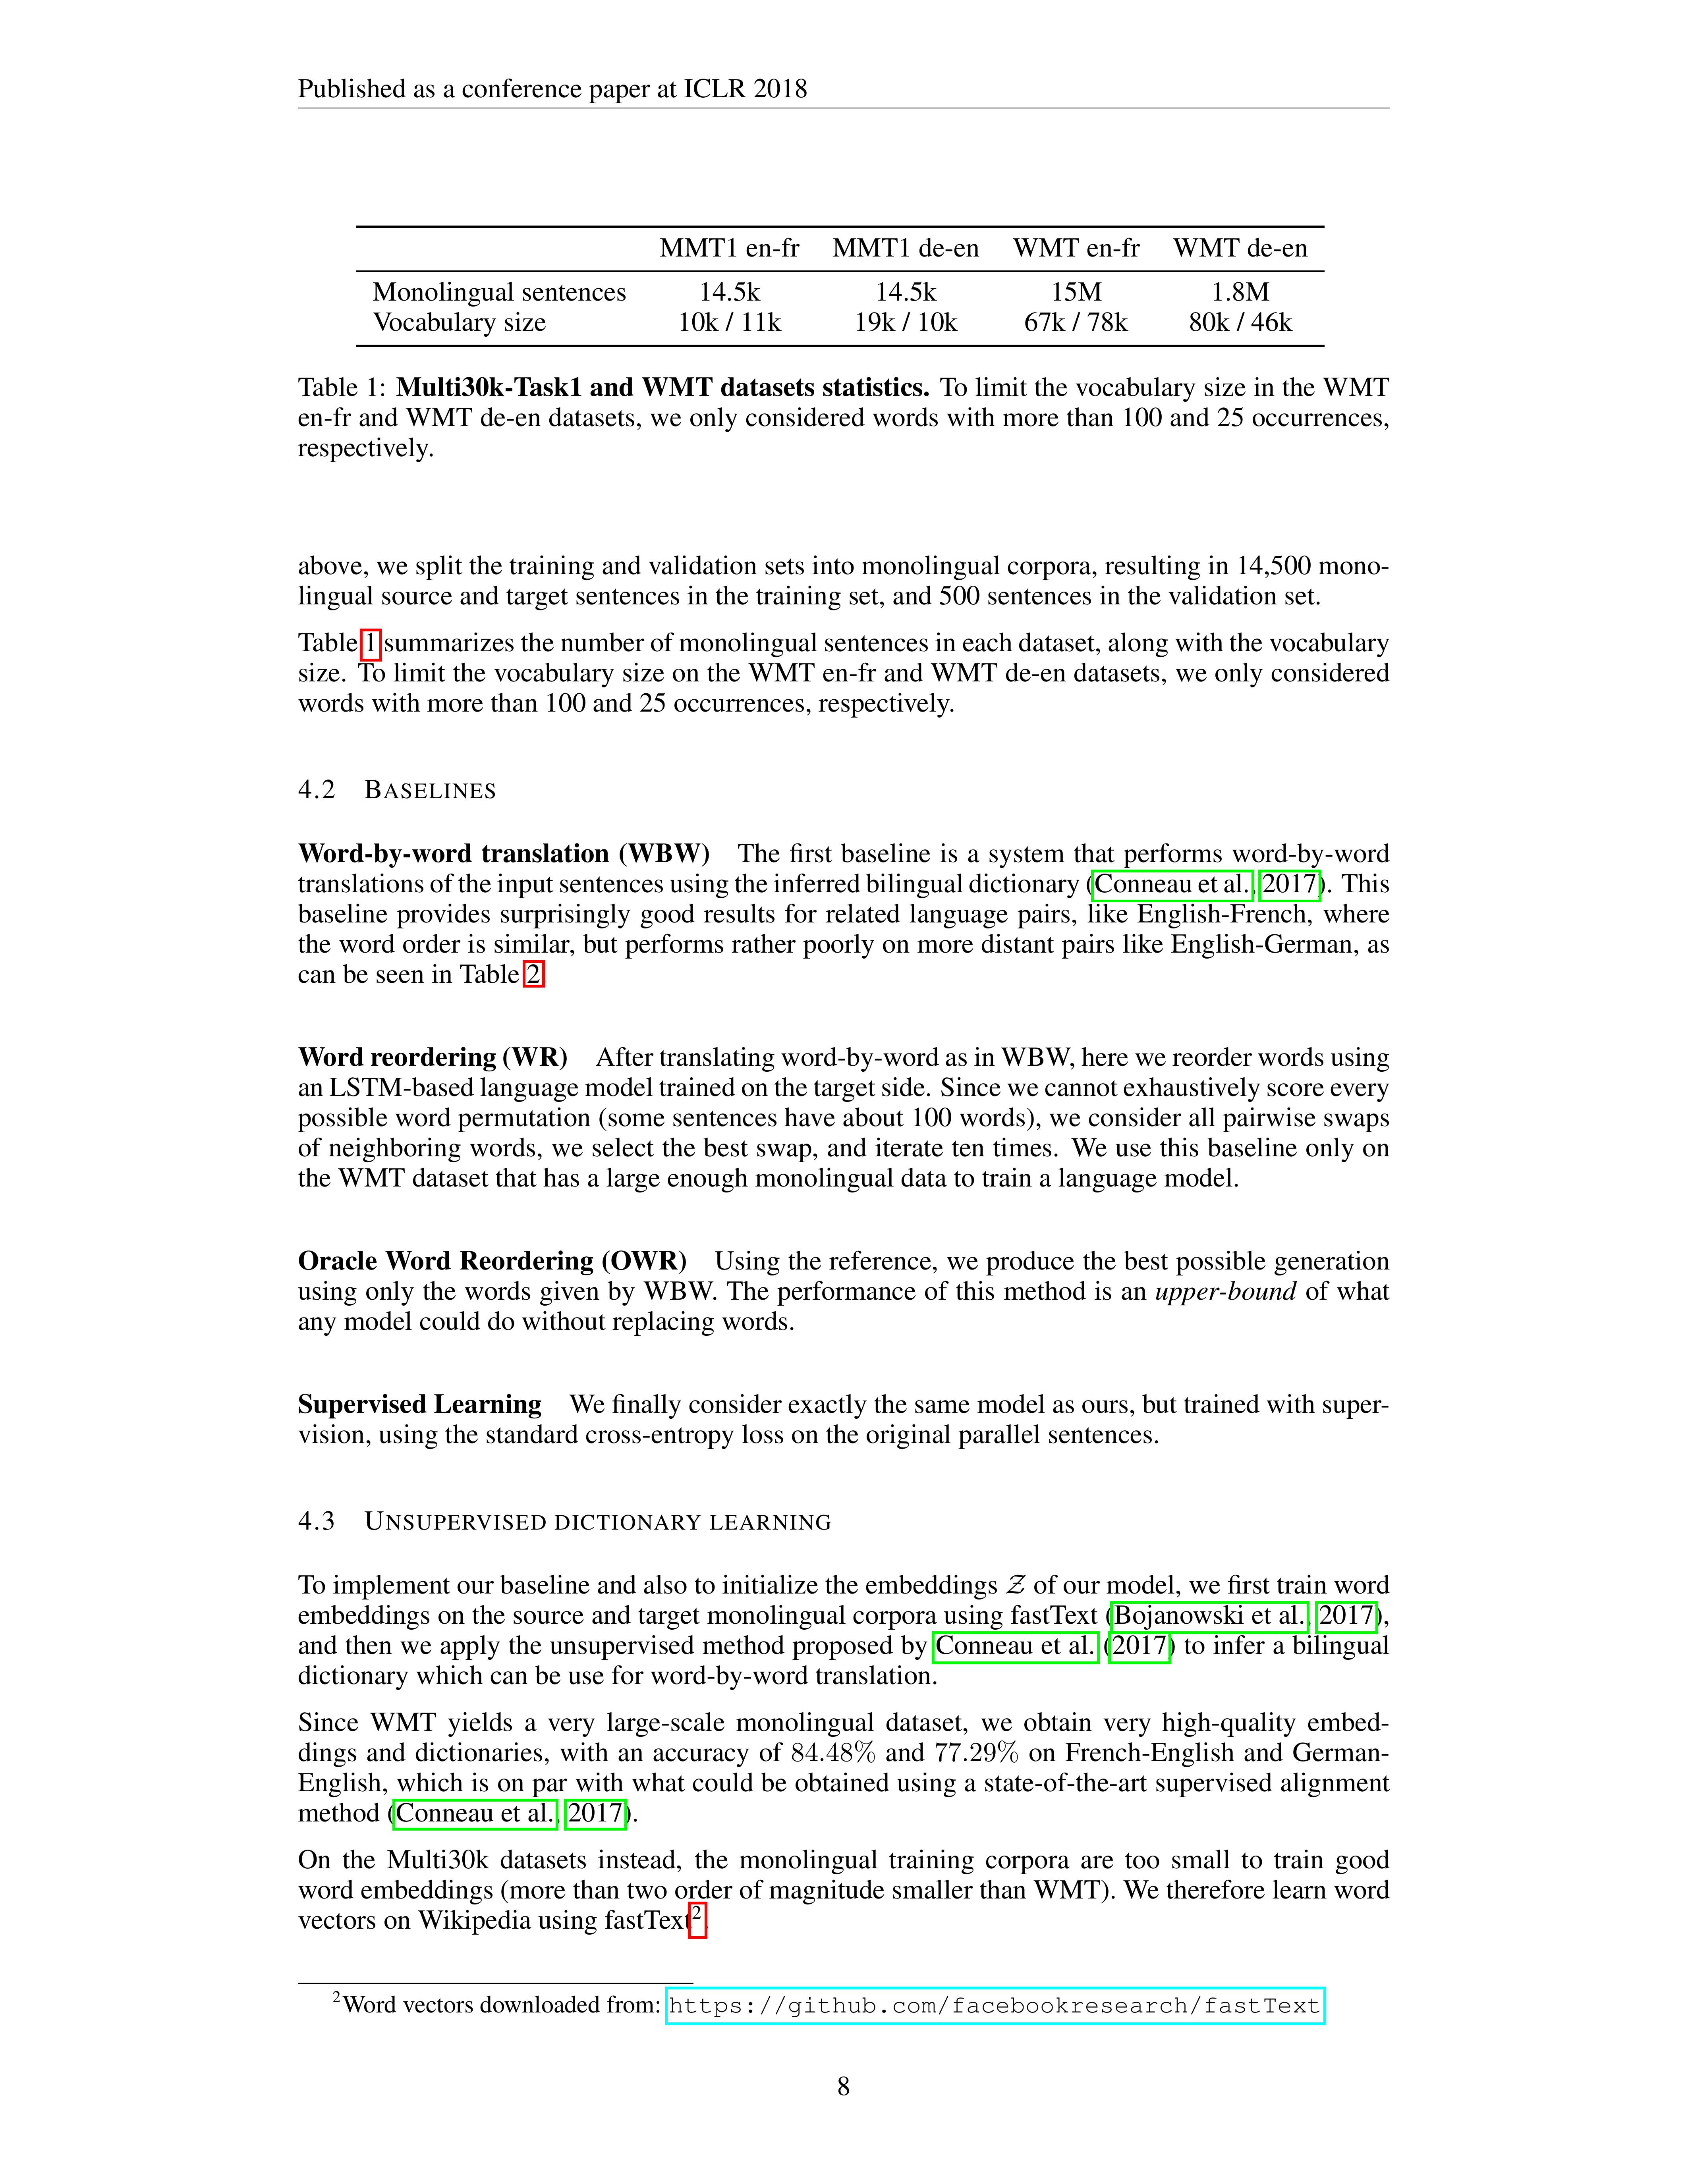 Published as a conference paper at ICLR 2018
MMT1 en-fr MMT1 de-en WMT en-fr WMT de-en
Monolingual sentences 14.5k 14.5k 15M 1.8M
Vocabulary size 10k / 11k 19k / 10k 67k / 78k 80k / 46k
Table 1: Multi30k-Task1 and WMT datasets statistics. To limit the vocabulary size in the WMT
en-fr and WMT de-en datasets, we only considered words with more than 100 and 25 occurrences,
respectively.
above, we split the training and validation sets into monolingual corpora, resulting in 14,500 mono-
lingual source and target sentences in the training set, and 500 sentences in the validation set.
Table 1 summarizes the number of monolingual sentences in each dataset, along with the vocabulary
size. To limit the vocabulary size on the WMT en-fr and WMT de-en datasets, we only considered
words with more than 100 and 25 occurrences, respectively.
4.2 BASELINES
Word-by-word translation (WBW) The first baseline is a system that performs word-by-word
translations of the input sentences using the inferred bilingual dictionary (Conneau et al., 2017). This
baseline provides surprisingly good results for related language pairs, like English-French, where
the word order is similar, but performs rather poorly on more distant pairs like English-German, as
can be seen in Table 2.
Word reordering (WR) After translating word-by-word as in WBW, here we reorder words using
an LSTM-based language model trained on the target side. Since we cannot exhaustively score every
possible word permutation (some sentences have about 100 words), we consider all pairwise swaps
of neighboring words, we select the best swap, and iterate ten times. We use this baseline only on
the WMT dataset that has a large enough monolingual data to train a language model.
Oracle Word Reordering (OWR) Using the reference, we produce the best possible generation
using only the words given by WBW. The performance of this method is an upper-bound of what
any model could do without replacing words.
Supervised Learning We finally consider exactly the same model as ours, but trained with super-
vision, using the standard cross-entropy loss on the original parallel sentences.
4.3 UNSUPERVISED DICTIONARY LEARNING
To implement our baseline and also to initialize the embeddings Z of our model, we first train word
embeddings on the source and target monolingual corpora using fastText (Bojanowski et al., 2017),
and then we apply the unsupervised method proposed by Conneau et al. (2017) to infer a bilingual
dictionary which can be use for word-by-word translation.
Since WMT yields a very large-scale monolingual dataset, we obtain very high-quality embed-
dings and dictionaries, with an accuracy of 84.48% and 77.29% on French-English and German-
English, which is on par with what could be obtained using a state-of-the-art supervised alignment
method (Conneau et al., 2017).
On the Multi30k datasets instead, the monolingual training corpora are too small to train good
word embeddings (more than two order of magnitude smaller than WMT). We therefore learn word
vectors on Wikipedia using fastText2.
2Word vectors downloaded from: https://github.com/facebookresearch/fastText
8